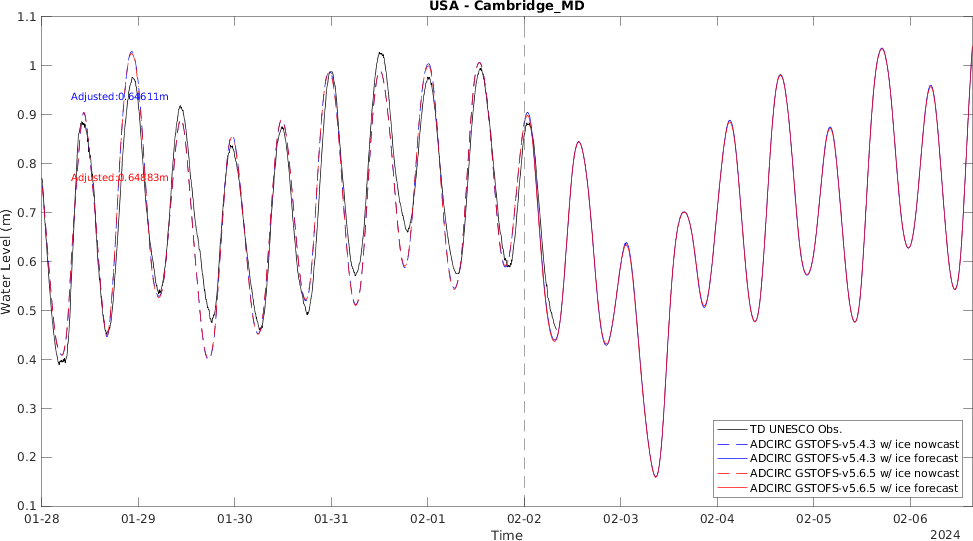 USA - Cambridge_MD
1.1
1
0.9
0.8
0.7
0.6
0.5
0.4
0.3
0.2
0.1
Water Level (m)
Adjusted:0.64611m
Adjusted:0.64883m
TD UNESCO Obs.
ADCIRC GSTOFS-v5.4.3 w/ ice nowcast
ADCIRC GSTOFS-v5.4.3 w/ ice forecast
ADCIRC GSTOFS-v5.6.5 w/ ice nowcast
ADCIRC GSTOFS-v5.6.5 w/ ice forecast
01-28 01-29 01-30 01-31 02-01 02-02 02-03 02-04 02-05 02-06
Time
2024